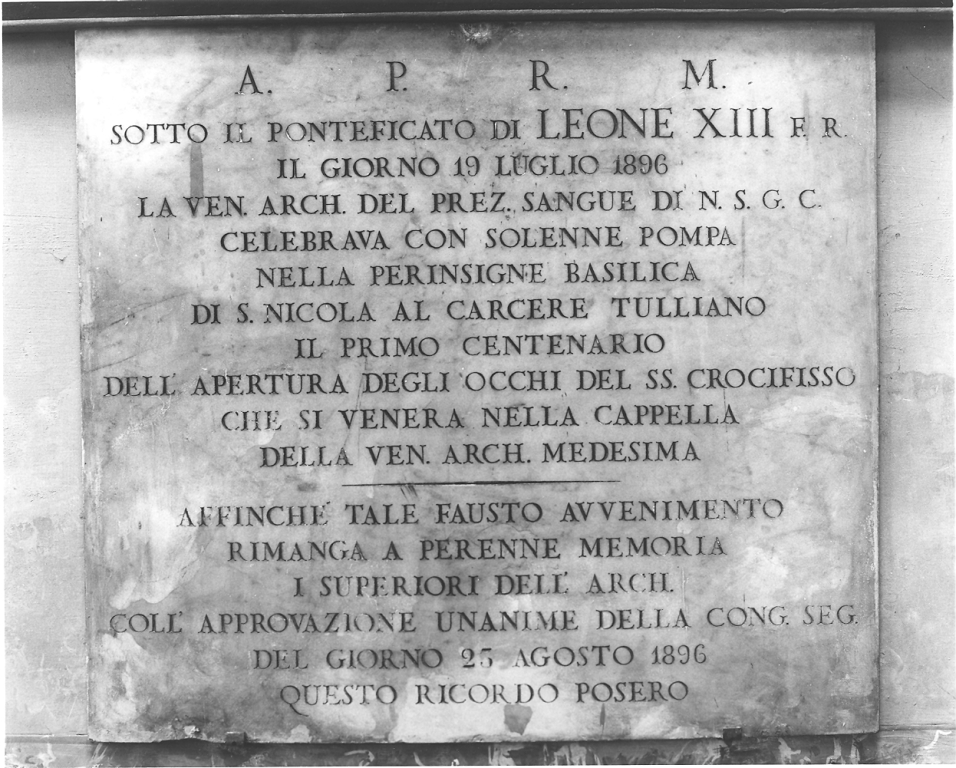 A. P. R. M.
SOTTO IL PONTEFICATO DI LEONE XIII F. R.
IL GIORNO 19 LUGLIO 1896
LA VEN. ARCH. DEL PREZ. SANGUE DI N. S. G. C.
CELEBRAVA CON SOLENNE POMPA
NELLA PERINSIGNE BASILICA
DI S. NICOLA AL CARCERE TULLIANO
IL PRIMO CENTENARIO
DELL' APERTURA DEGLI OCCHI DEL SS. CROCIFISSO
CHE SI VENERA NELLA CAPPELLA
DELLA VEN. ARCH. MEDESIMA
AFFINCHE' TALE FAUSTO AVVENIMENTO
RIMANGA A PERENNE MEMORIA
I SUPERIORI DELL' ARCH.
COLL' APPROVAZIONE UNANIME DELLA CONG. SEG.
DEL GIORNO 25 AGOSTO 1896
QUESTO RICORDO POSERO